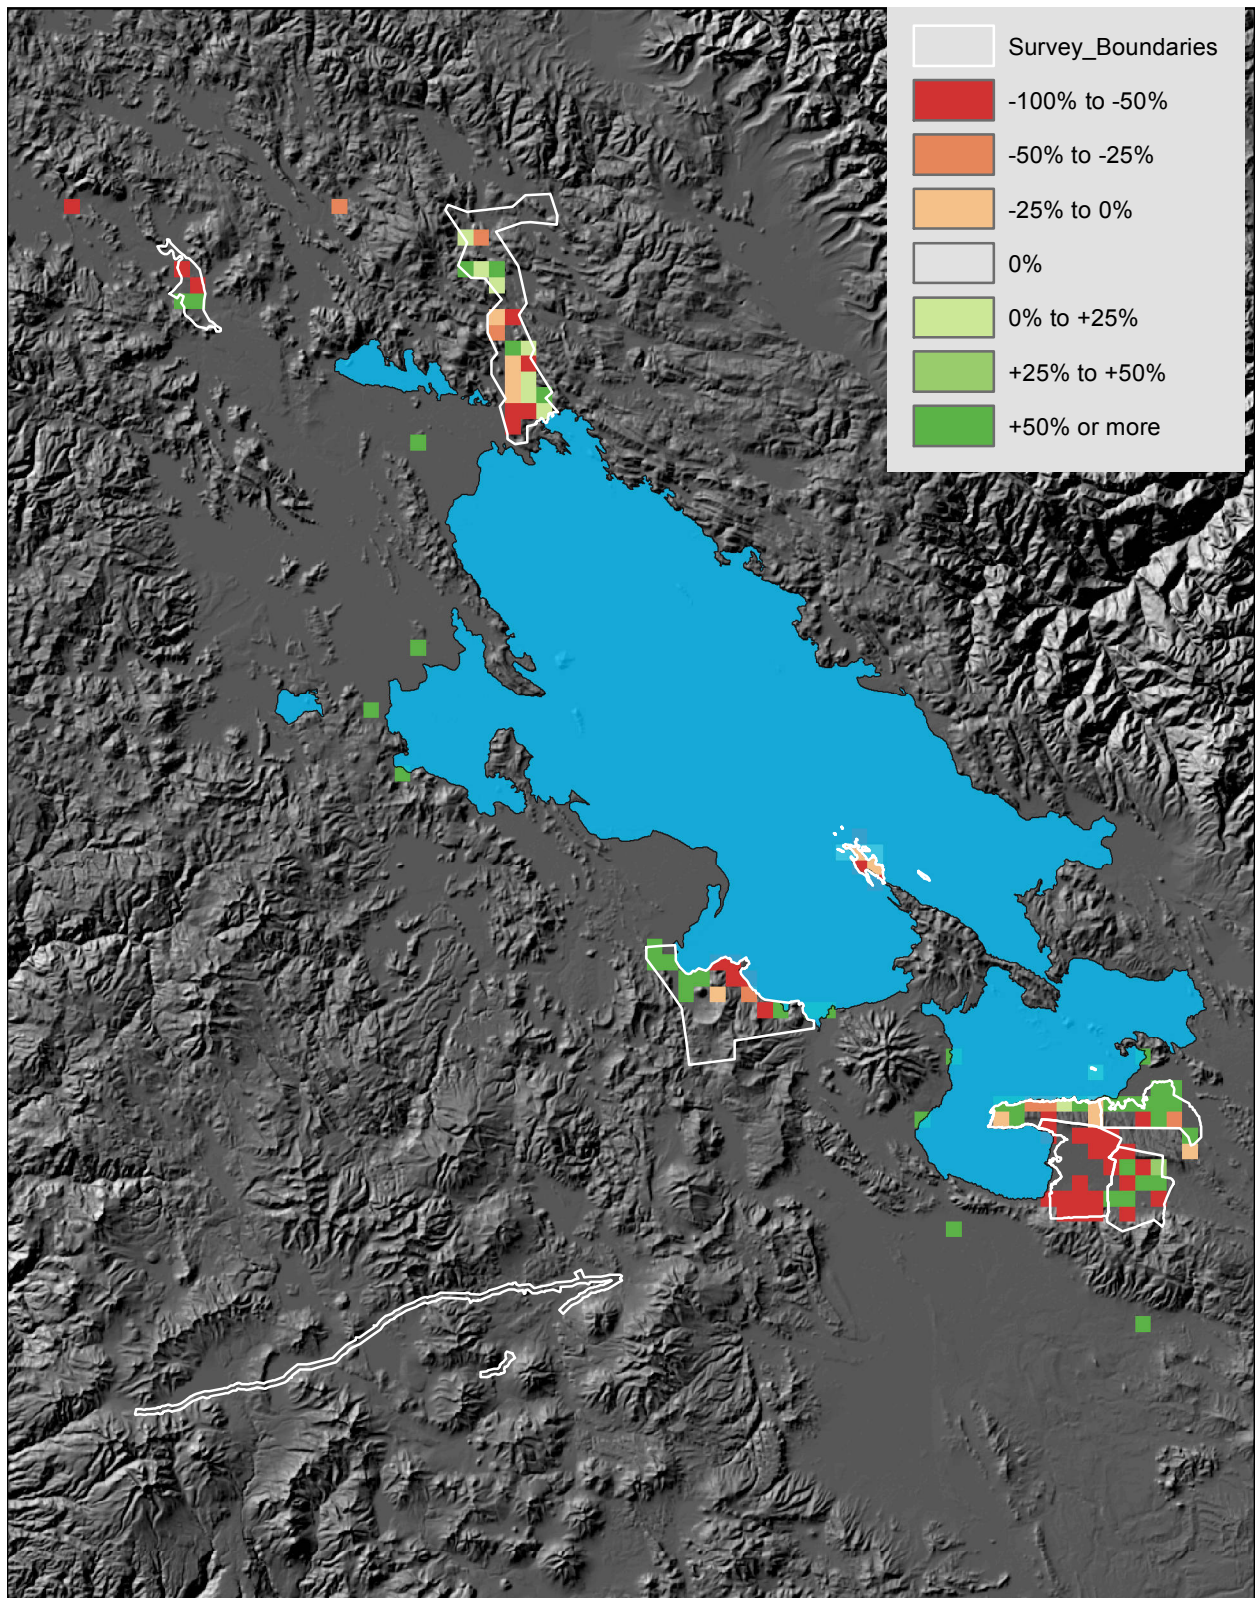 Survey_Boundaries
-100% to -50%
-50% to -25%
-25% to 0%
0%
0% to +25%
+25% to +50%
+50% or more